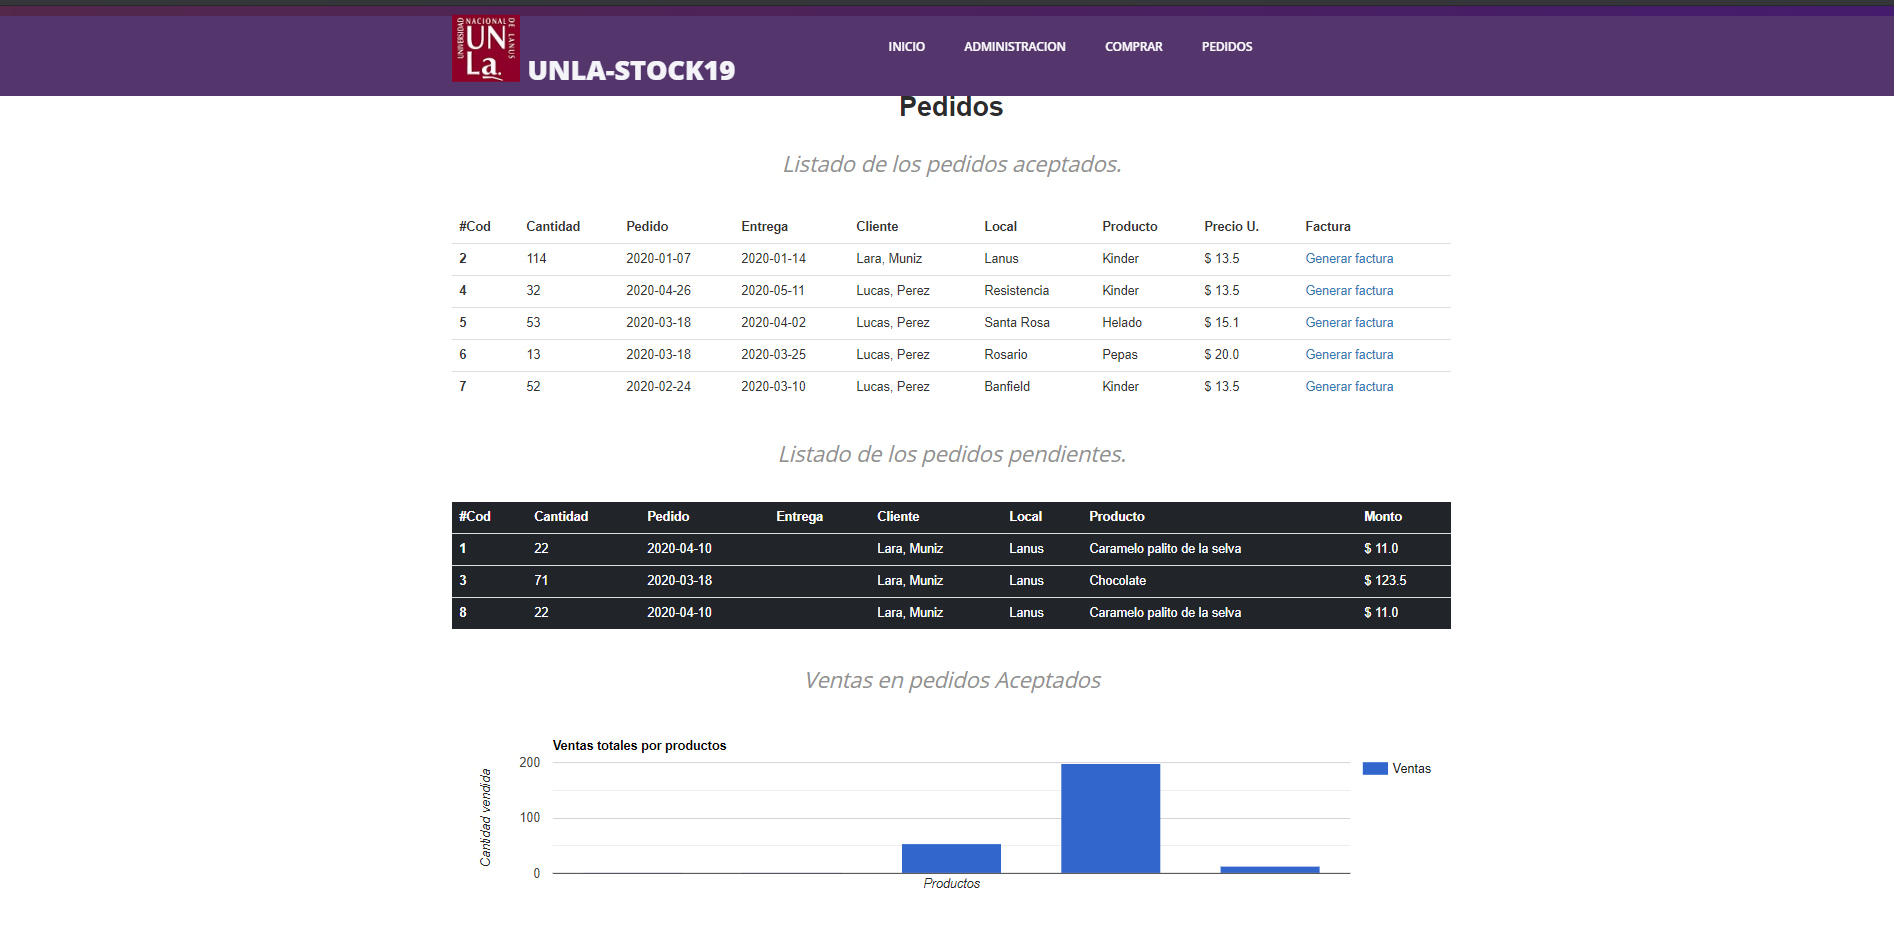 UNIVERSIDAD NACIONAL DE LANUS
UNLa.
UNLA-STOCK19
INICIO ADMINISTRACION COMPRAR PEDIDOS
Pedidos
Listado de los pedidos aceptados.
#Cod Cantidad Pedido Entrega Cliente Local Producto Precio U. Factura
2 114 2020-01-07 2020-01-14 Lara, Muniz Lanus Kinder $ 13.5 Generar factura
4 32 2020-04-26 2020-05-11 Lucas, Perez Resistencia Kinder $ 13.5 Generar factura
5 53 2020-03-18 2020-04-02 Lucas, Perez Santa Rosa Helado $ 15.1 Generar factura
6 13 2020-03-18 2020-03-25 Lucas, Perez Rosario Pepas $ 20.0 Generar factura
7 52 2020-02-24 2020-03-10 Lucas, Perez Banfield Kinder $ 13.5 Generar factura
Listado de los pedidos pendientes.
#Cod Cantidad Pedido Entrega Cliente Local Producto Monto
1 22 2020-04-10 Lara, Muniz Lanus Caramelo palito de la selva $ 11.0
3 71 2020-03-18 Lara, Muniz Lanus Chocolate $ 123.5
8 22 2020-04-10 Lara, Muniz Lanus Caramelo palito de la selva $ 11.0
Ventas en pedidos Aceptados
Ventas totales por productos
Cantidad vendida
200
100
0
Productos
Ventas